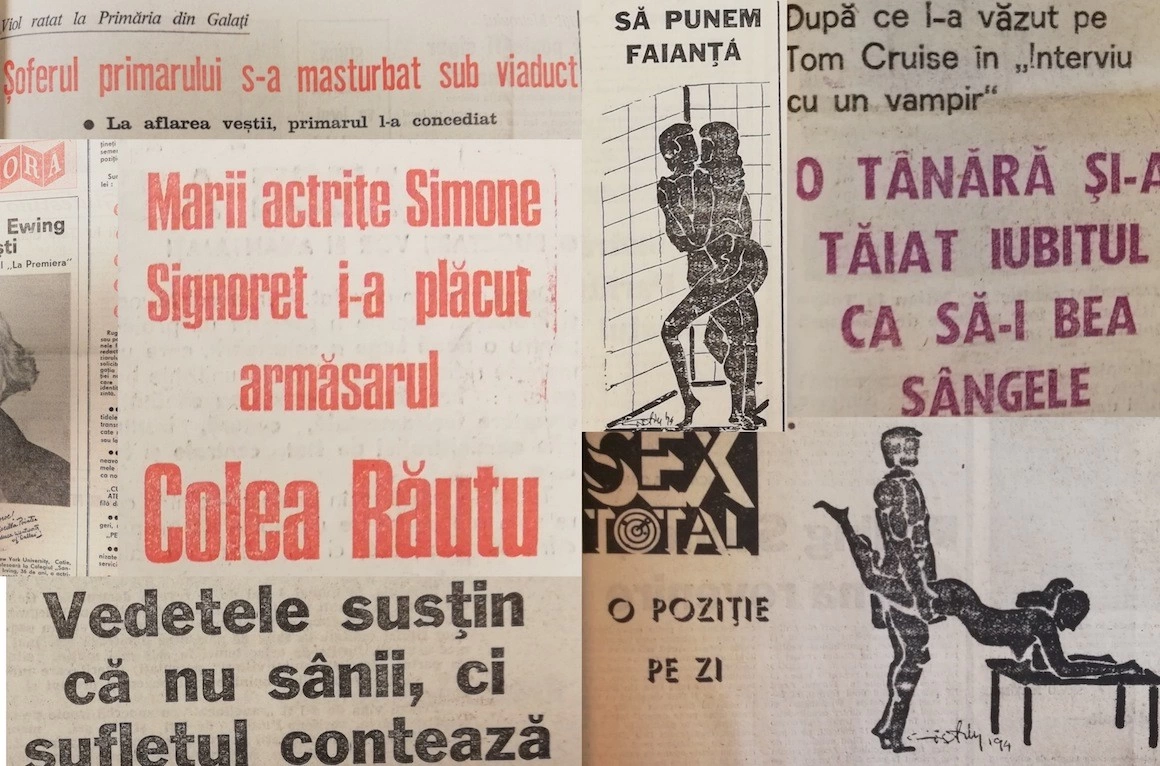 Viol ratat la Primăria din Galați
Șoferul primarului s-a masturbat sub viaduct
● La aflarea veștii, primarul l-a concediat
ORA
Ewing
ști
l „La Premiera”
Marii actrițe Simone
Signoret i-a plăcut
armăsarul
Colea Răutu
Vedetele susțin
că nu sânii, ci
sufletul contează
SĂ PUNEM
FAIANȚĂ
După ce l-a văzut pe
Tom Cruise în „Interviu
cu un vampir“
O TÂNĂRĂ ȘI-A
TĂIAT IUBITUL
CA SĂ-I BEA
SÂNGELE
SEX
TOTAL
O POZIȚIE
PE ZI